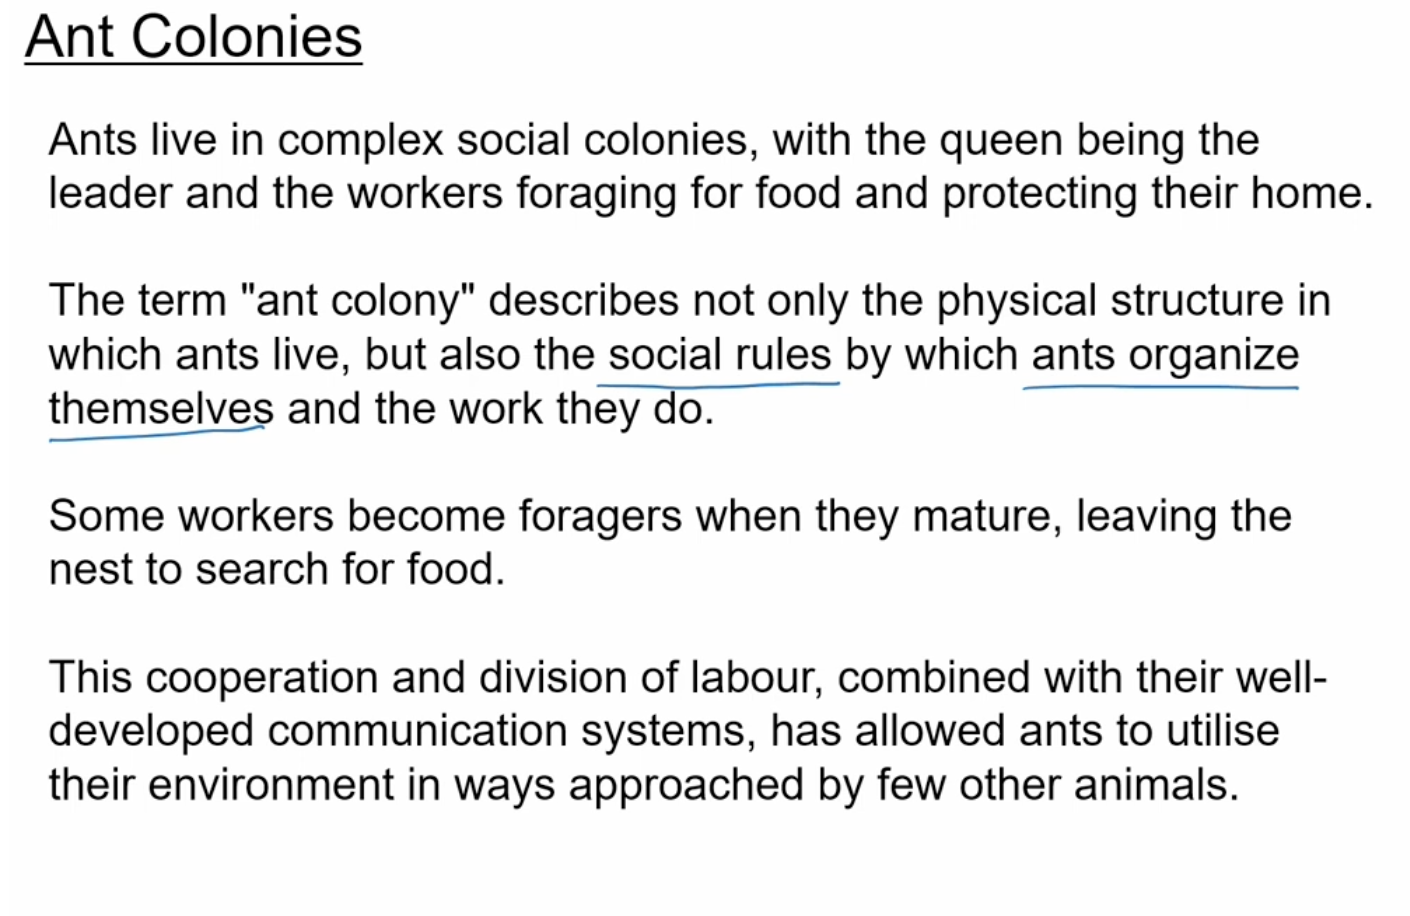 Ant Colonies
Ants live in complex social colonies, with the queen being the
leader and the workers foraging for food and protecting their home.
The term "ant colony" describes not only the physical structure in
which ants live, but also the social rules by which ants organize
themselves and the work they do.
Some workers become foragers when they mature, leaving the
nest to search for food.
This cooperation and division of labour, combined with their well-
developed communication systems, has allowed ants to utilise
their environment in ways approached by few other animals.